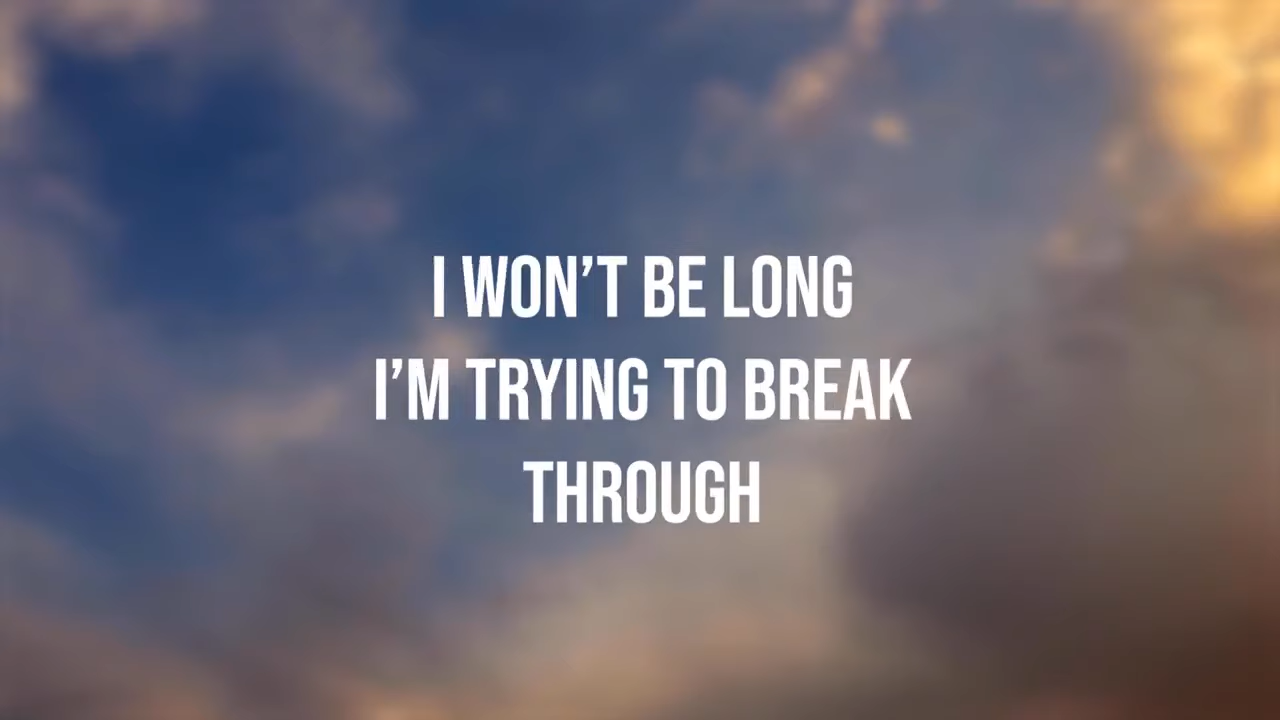 I WON’T BE LONG
I’M TRYING TO BREAK
THROUGH